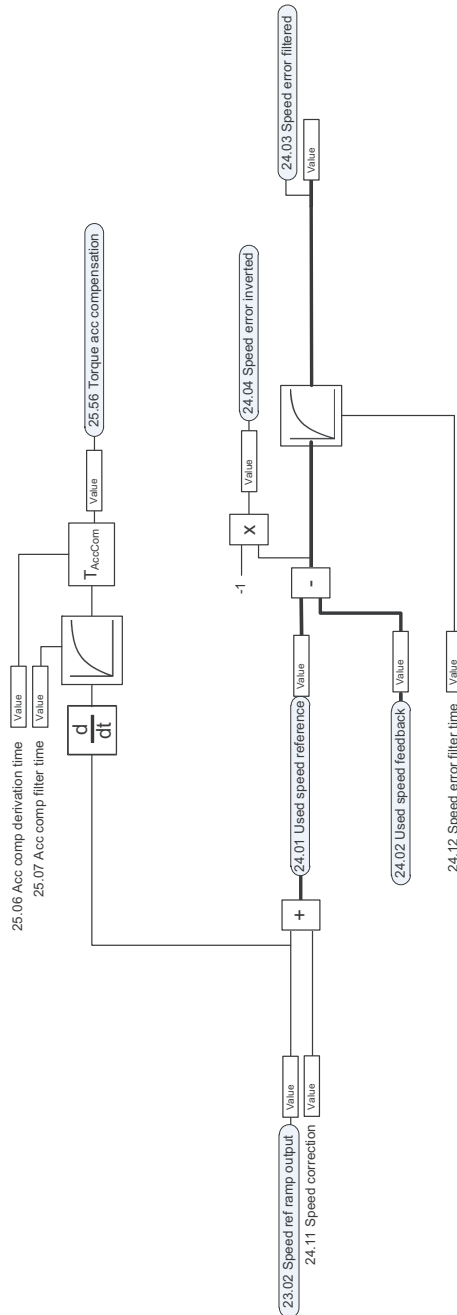 25.06 Acc comp derivation time
Value
25.07 Acc comp filter time
Value
d
dt
TAccCom
Value
25.56 Torque acc compensation
23.02 Speed ref ramp output
Value
24.11 Speed correction
Value
+
24.01 Used speed reference
Value
-
-1
x
Value
24.04 Speed error inverted
24.02 Used speed feedback
Value
24.12 Speed error filter time
Value
Value
24.03 Speed error filtered